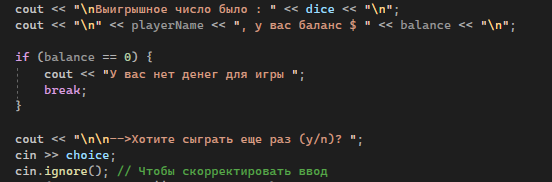 cout << "\nВыигрышное число было : " << dice << "\n";
cout << "\n" << playerName << ", у вас баланс $ " << balance << "\n";
if (balance == 0) {
cout << "У вас нет денег для игры ";
break;
}
cout << "\n\n-->Хотите сыграть еще раз (y/n)? ";
cin >> choice;
cin.ignore(); // Чтобы скорректировать ввод